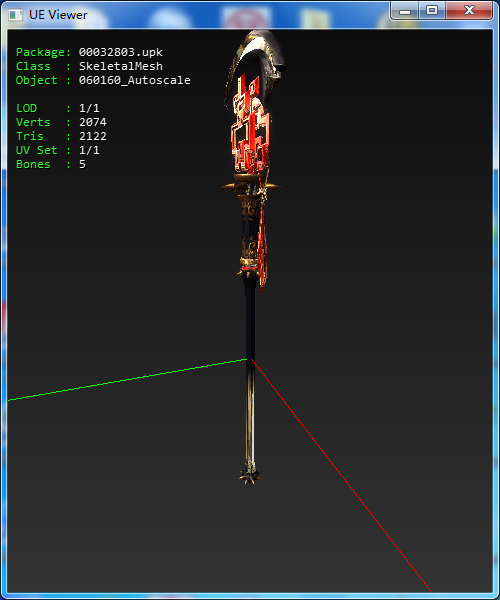 UE Viewer
Package: 00032803.upk
Class : SkeletalMesh
Object : 060160_Autoscale
LOD : 1/1
Verts : 2074
Tris : 2122
UV Set : 1/1
Bones : 5